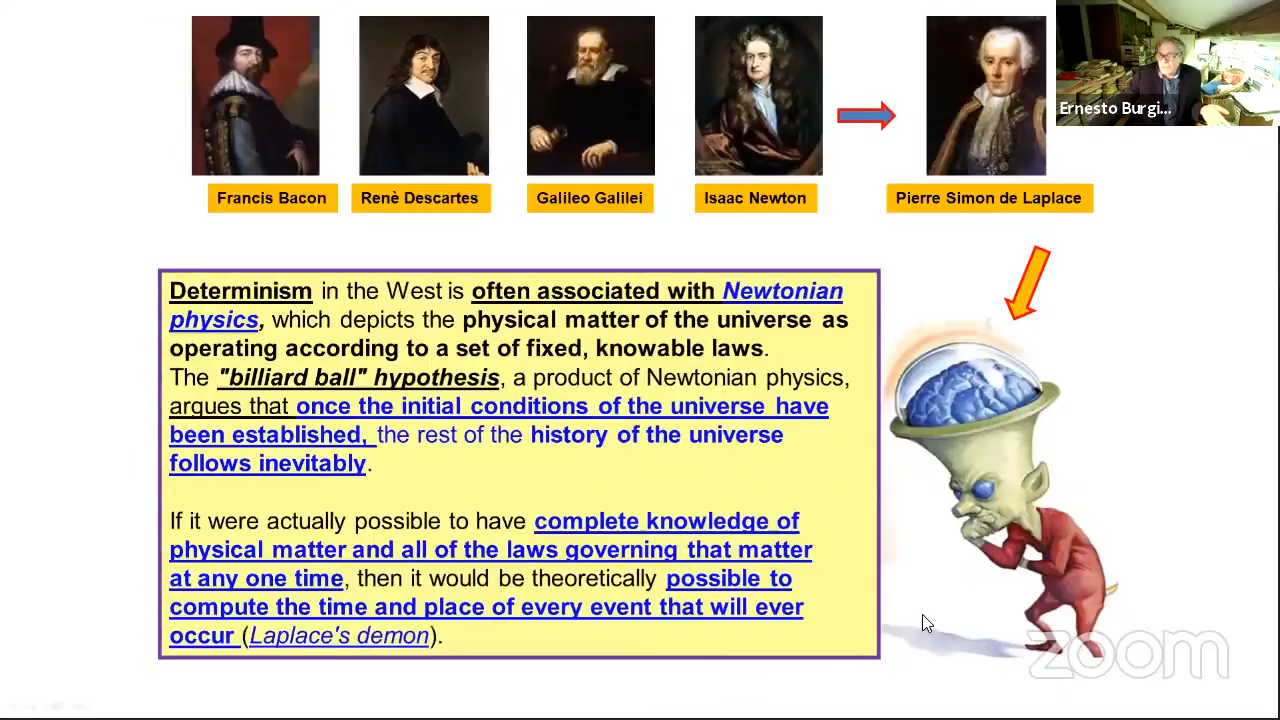 Ernesto Burgi...
Francis Bacon
Renè Descartes
Galileo Galilei
Isaac Newton
Pierre Simon de Laplace
Determinism in the West is often associated with Newtonian
physics, which depicts the physical matter of the universe as
operating according to a set of fixed, knowable laws.
The "billiard ball" hypothesis, a product of Newtonian physics,
argues that once the initial conditions of the universe have
been established, the rest of the history of the universe
follows inevitably.
If it were actually possible to have complete knowledge of
physical matter and all of the laws governing that matter
at any one time, then it would be theoretically possible to
compute the time and place of every event that will ever
occur (Laplace's demon).
zoom